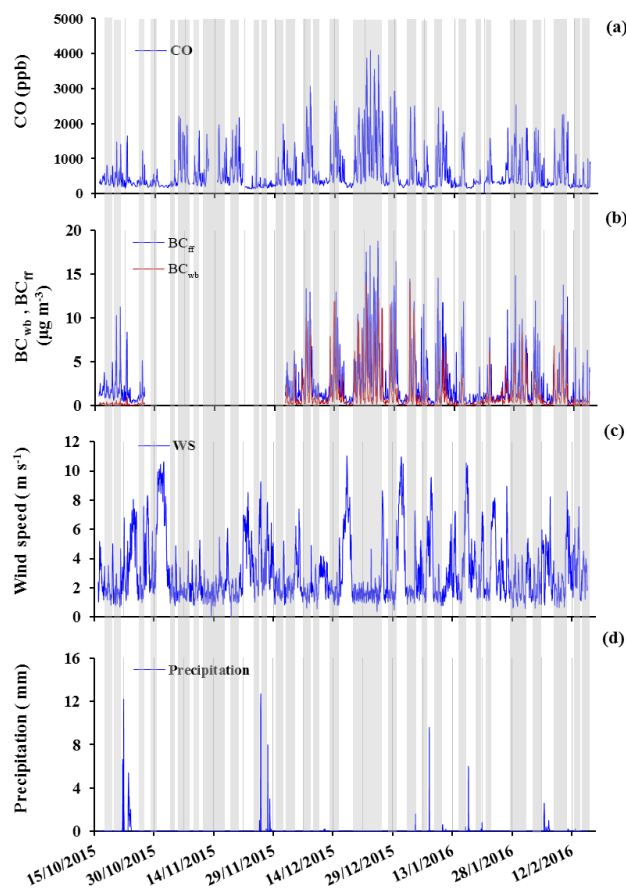 (a)
5000
4000
3000
2000
1000
0
CO (ppb)
CO
(b)
20
15
10
5
0
BCwb , BCff
(µg m-3)
BCff
BCwb
(c)
12
10
8
6
4
2
0
Wind speed ( m s-1)
WS
(d)
16
12
8
4
0
Precipitation ( mm)
Precipitation
15/10/2015
30/10/2015
14/11/2015
29/11/2015
14/12/2015
29/12/2015
13/1/2016
28/1/2016
12/2/2016